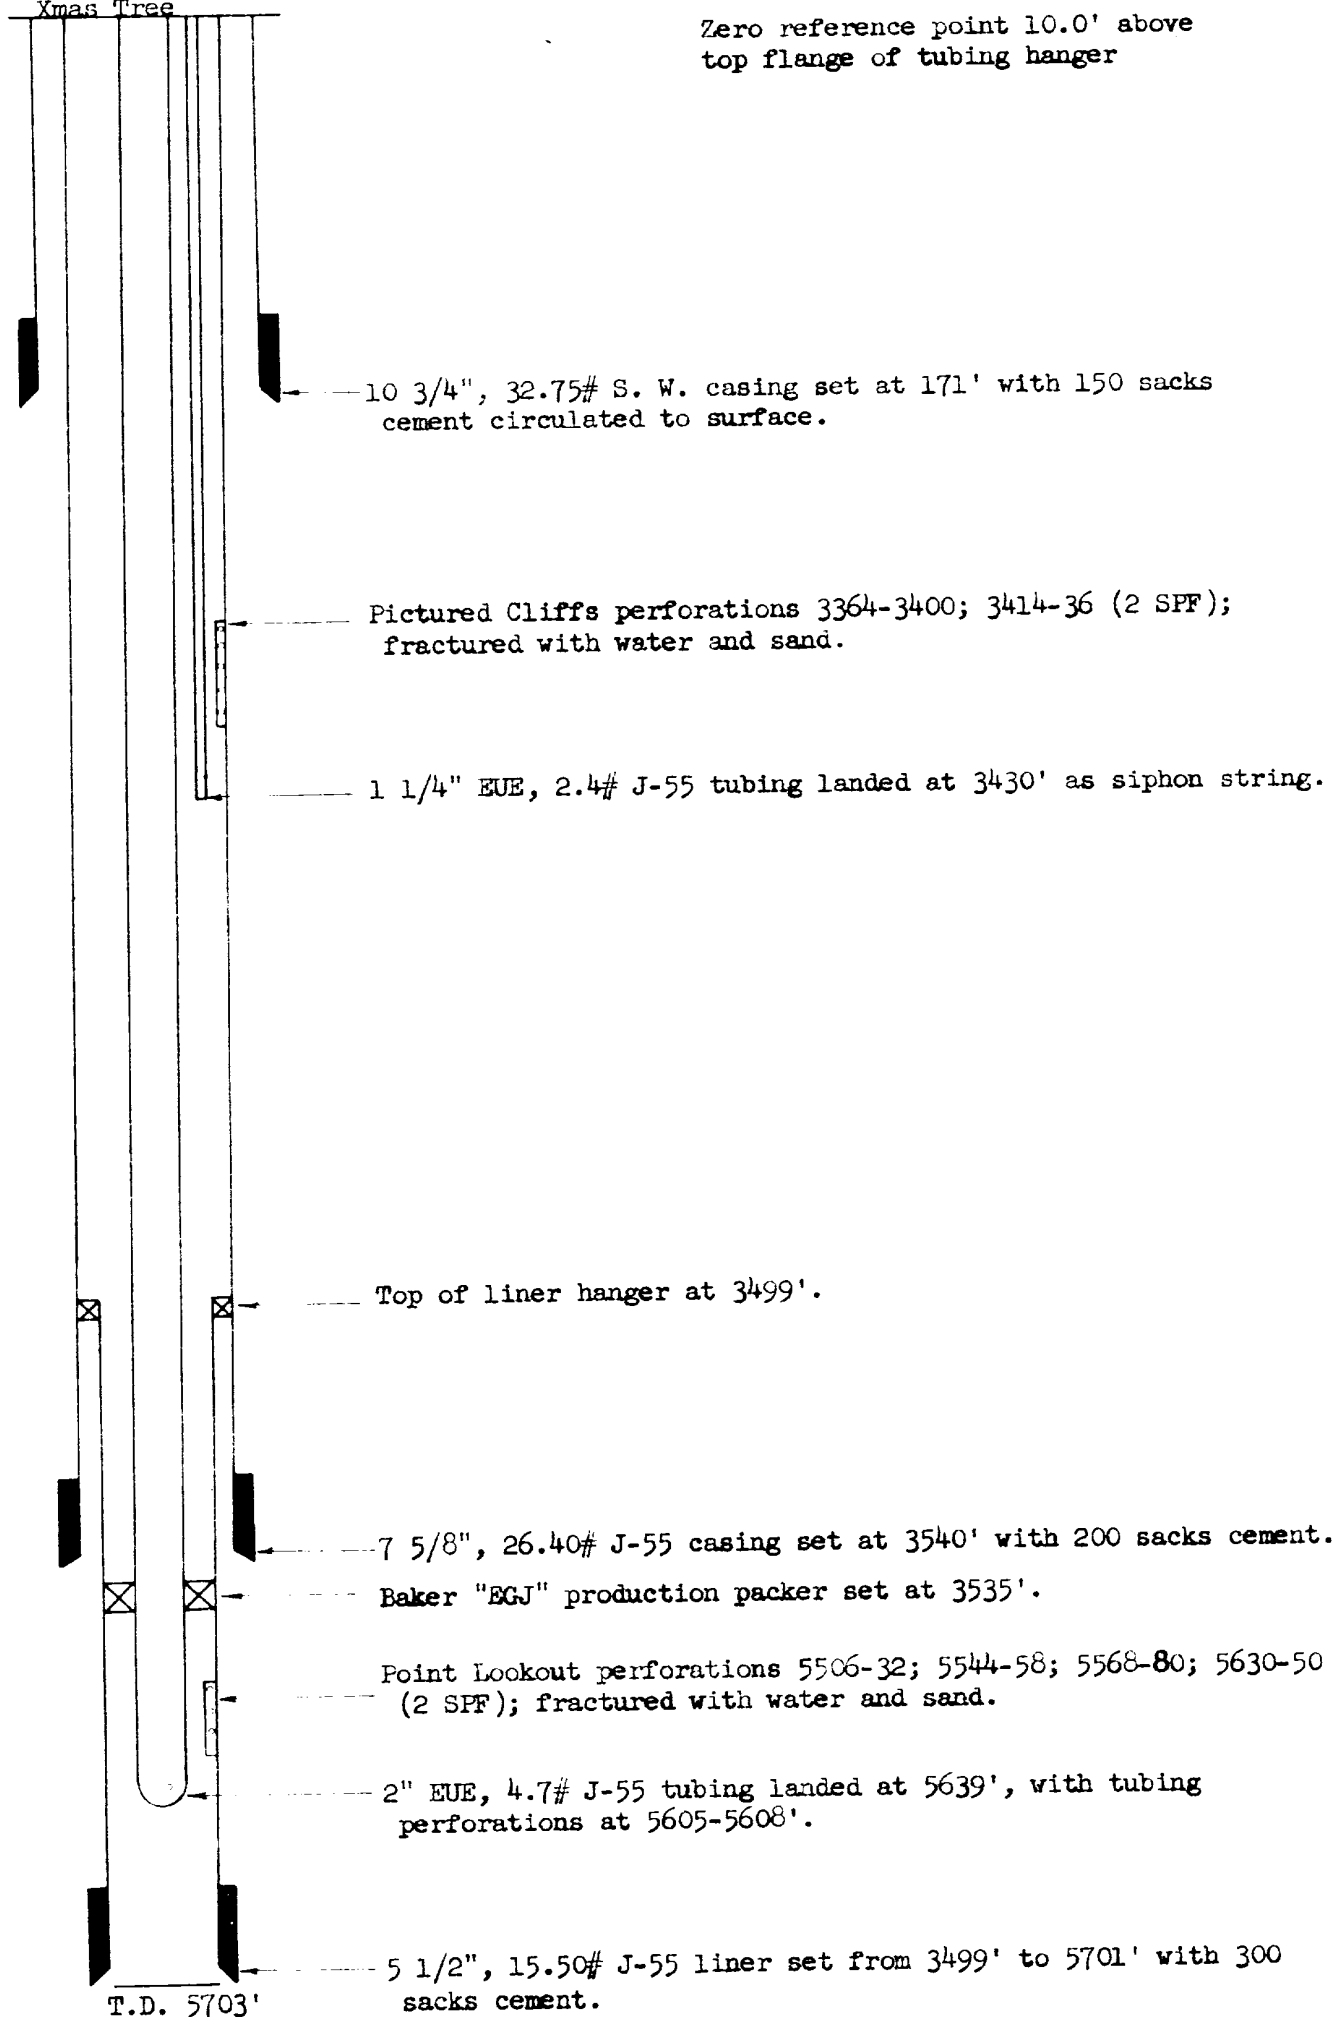 Xmas Tree
Zero reference point 10.0' above
top flange of tubing hanger
10 3/4", 32.75# S. W. casing set at 171' with 150 sacks
cement circulated to surface.
Pictured Cliffs perforations 3364-3400; 3414-36 (2 SPF);
fractured with water and sand.
1 1/4" EUE, 2.4# J-55 tubing landed at 3430' as siphon string.
Top of liner hanger at 3499'.
7 5/8", 26.40# J-55 casing set at 3540' with 200 sacks cement.
Baker "EGJ" production packer set at 3535'.
Point Lookout perforations 5506-32; 5544-58; 5568-80; 5630-50
(2 SPF); fractured with water and sand.
2" EUE, 4.7# J-55 tubing landed at 5639', with tubing
perforations at 5605-5608'.
5 1/2", 15.50# J-55 liner set from 3499' to 5701' with 300
sacks cement.
T.D. 5703'